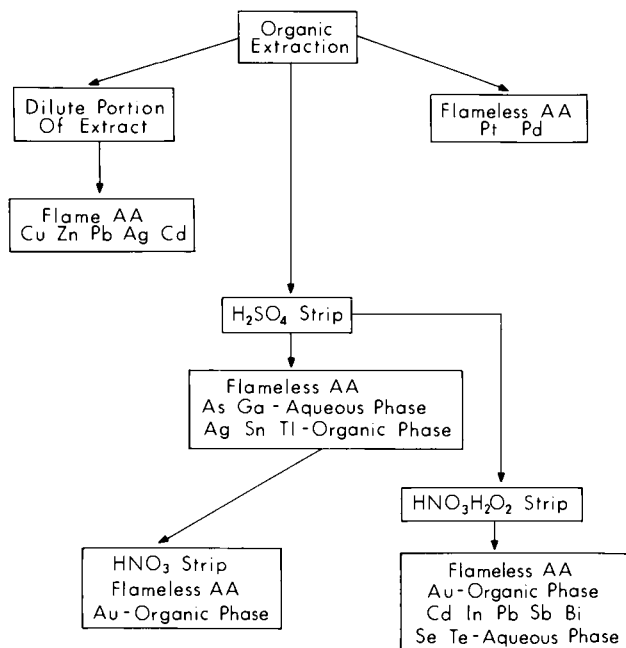 Organic
Extraction
Dilute Portion
Of Extract
Flameless AA
Pt Pd
Flame AA
Cu Zn Pb Ag Cd
H₂SO₄ Strip
Flameless AA
As Ga-Aqueous Phase
Ag Sn Tl-Organic Phase
HNO₃H₂O₂ Strip
HNO₃ Strip
Flameless AA
Au-Organic Phase
Flameless AA
Au-Organic Phase
Cd In Pb Sb Bi
Se Te-Aqueous Phase